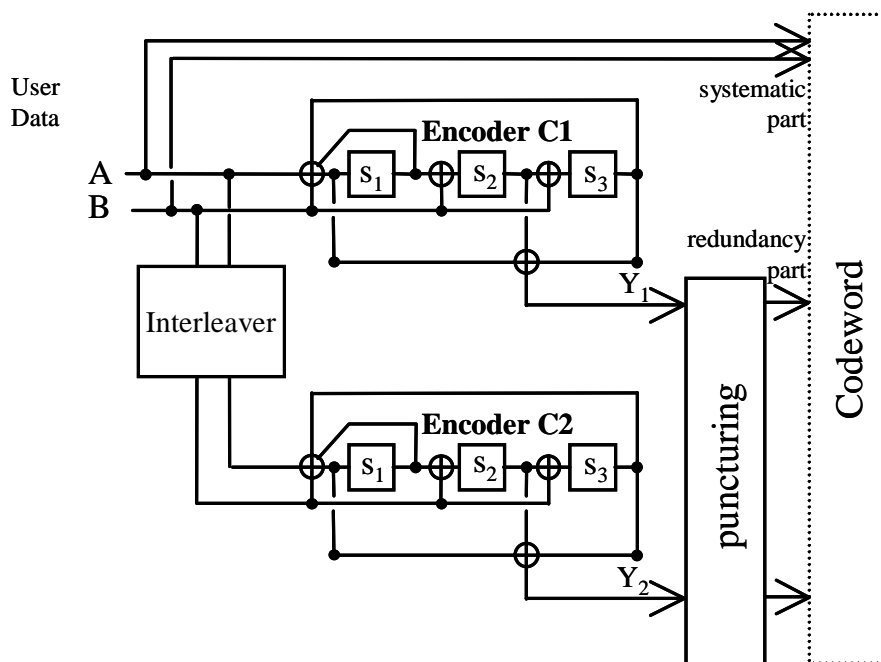 User
Data
systematic
part
Encoder C1
A
s1
s2
s3
B
redundancy
part
Y1
Interleaver
Codeword
puncturing
Encoder C2
s1
s2
s3
Y2